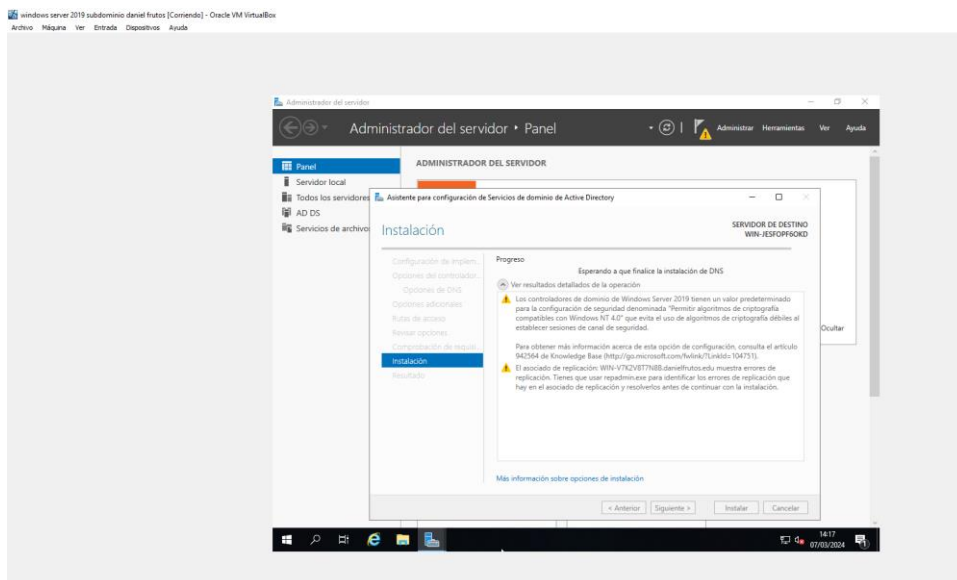 windows server 2019 subdominio daniel frutos [Corriendo] - Oracle VM VirtualBox
Archivo Máquina Ver Entrada Dispositivos Ayuda
Administrador del servidor
Administrador del servidor • Panel
Administrar Herramientas Ver Ayuda
Panel
Servidor local
Todos los servidores
AD DS
Servicios de archivo
ADMINISTRADOR DEL SERVIDOR
Asistente para configuración de Servicios de dominio de Active Directory
Instalación
SERVIDOR DE DESTINO
WIN-JESFOPF6OKD
Configuración de implem...
Opciones del controlador...
Opciones de DNS
Opciones adicionales
Rutas de acceso
Revisar opciones
Comprobación de requisi...
Instalación
Resultado
Progreso
Esperando a que finalice la instalación de DNS
Ver resultados detallados de la operación
Los controladores de dominio de Windows Server 2019 tienen un valor predeterminado
para la configuración de seguridad denominada "Permitir algoritmos de criptografía
compatibles con Windows NT 4.0" que evita el uso de algoritmos de criptografía débiles al
establecer sesiones de canal de seguridad.
Para obtener más información acerca de esta opción de configuración, consulta el artículo
942564 de Knowledge Base (http://go.microsoft.com/fwlink/?LinkId=104751).
El asociado de replicación: WIN-V7K2V8T7N8B.danielfrutos.edu muestra errores de
replicación. Tienes que usar repadmin.exe para identificar los errores de replicación que
hay en el asociado de replicación y resolverlos antes de continuar con la instalación.
Más información sobre opciones de instalación
Ocultar
< Anterior Siguiente > Instalar Cancelar
14:17
07/03/2024